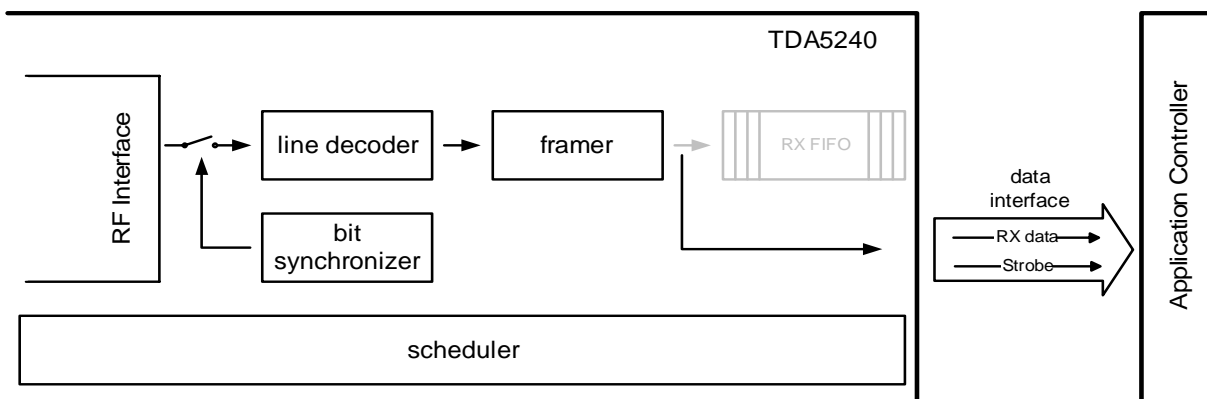 TDA5240
RF Interface
line decoder
framer
RX FIFO
bit
synchronizer
scheduler
data
interface
RX data
Strobe
Application Controller